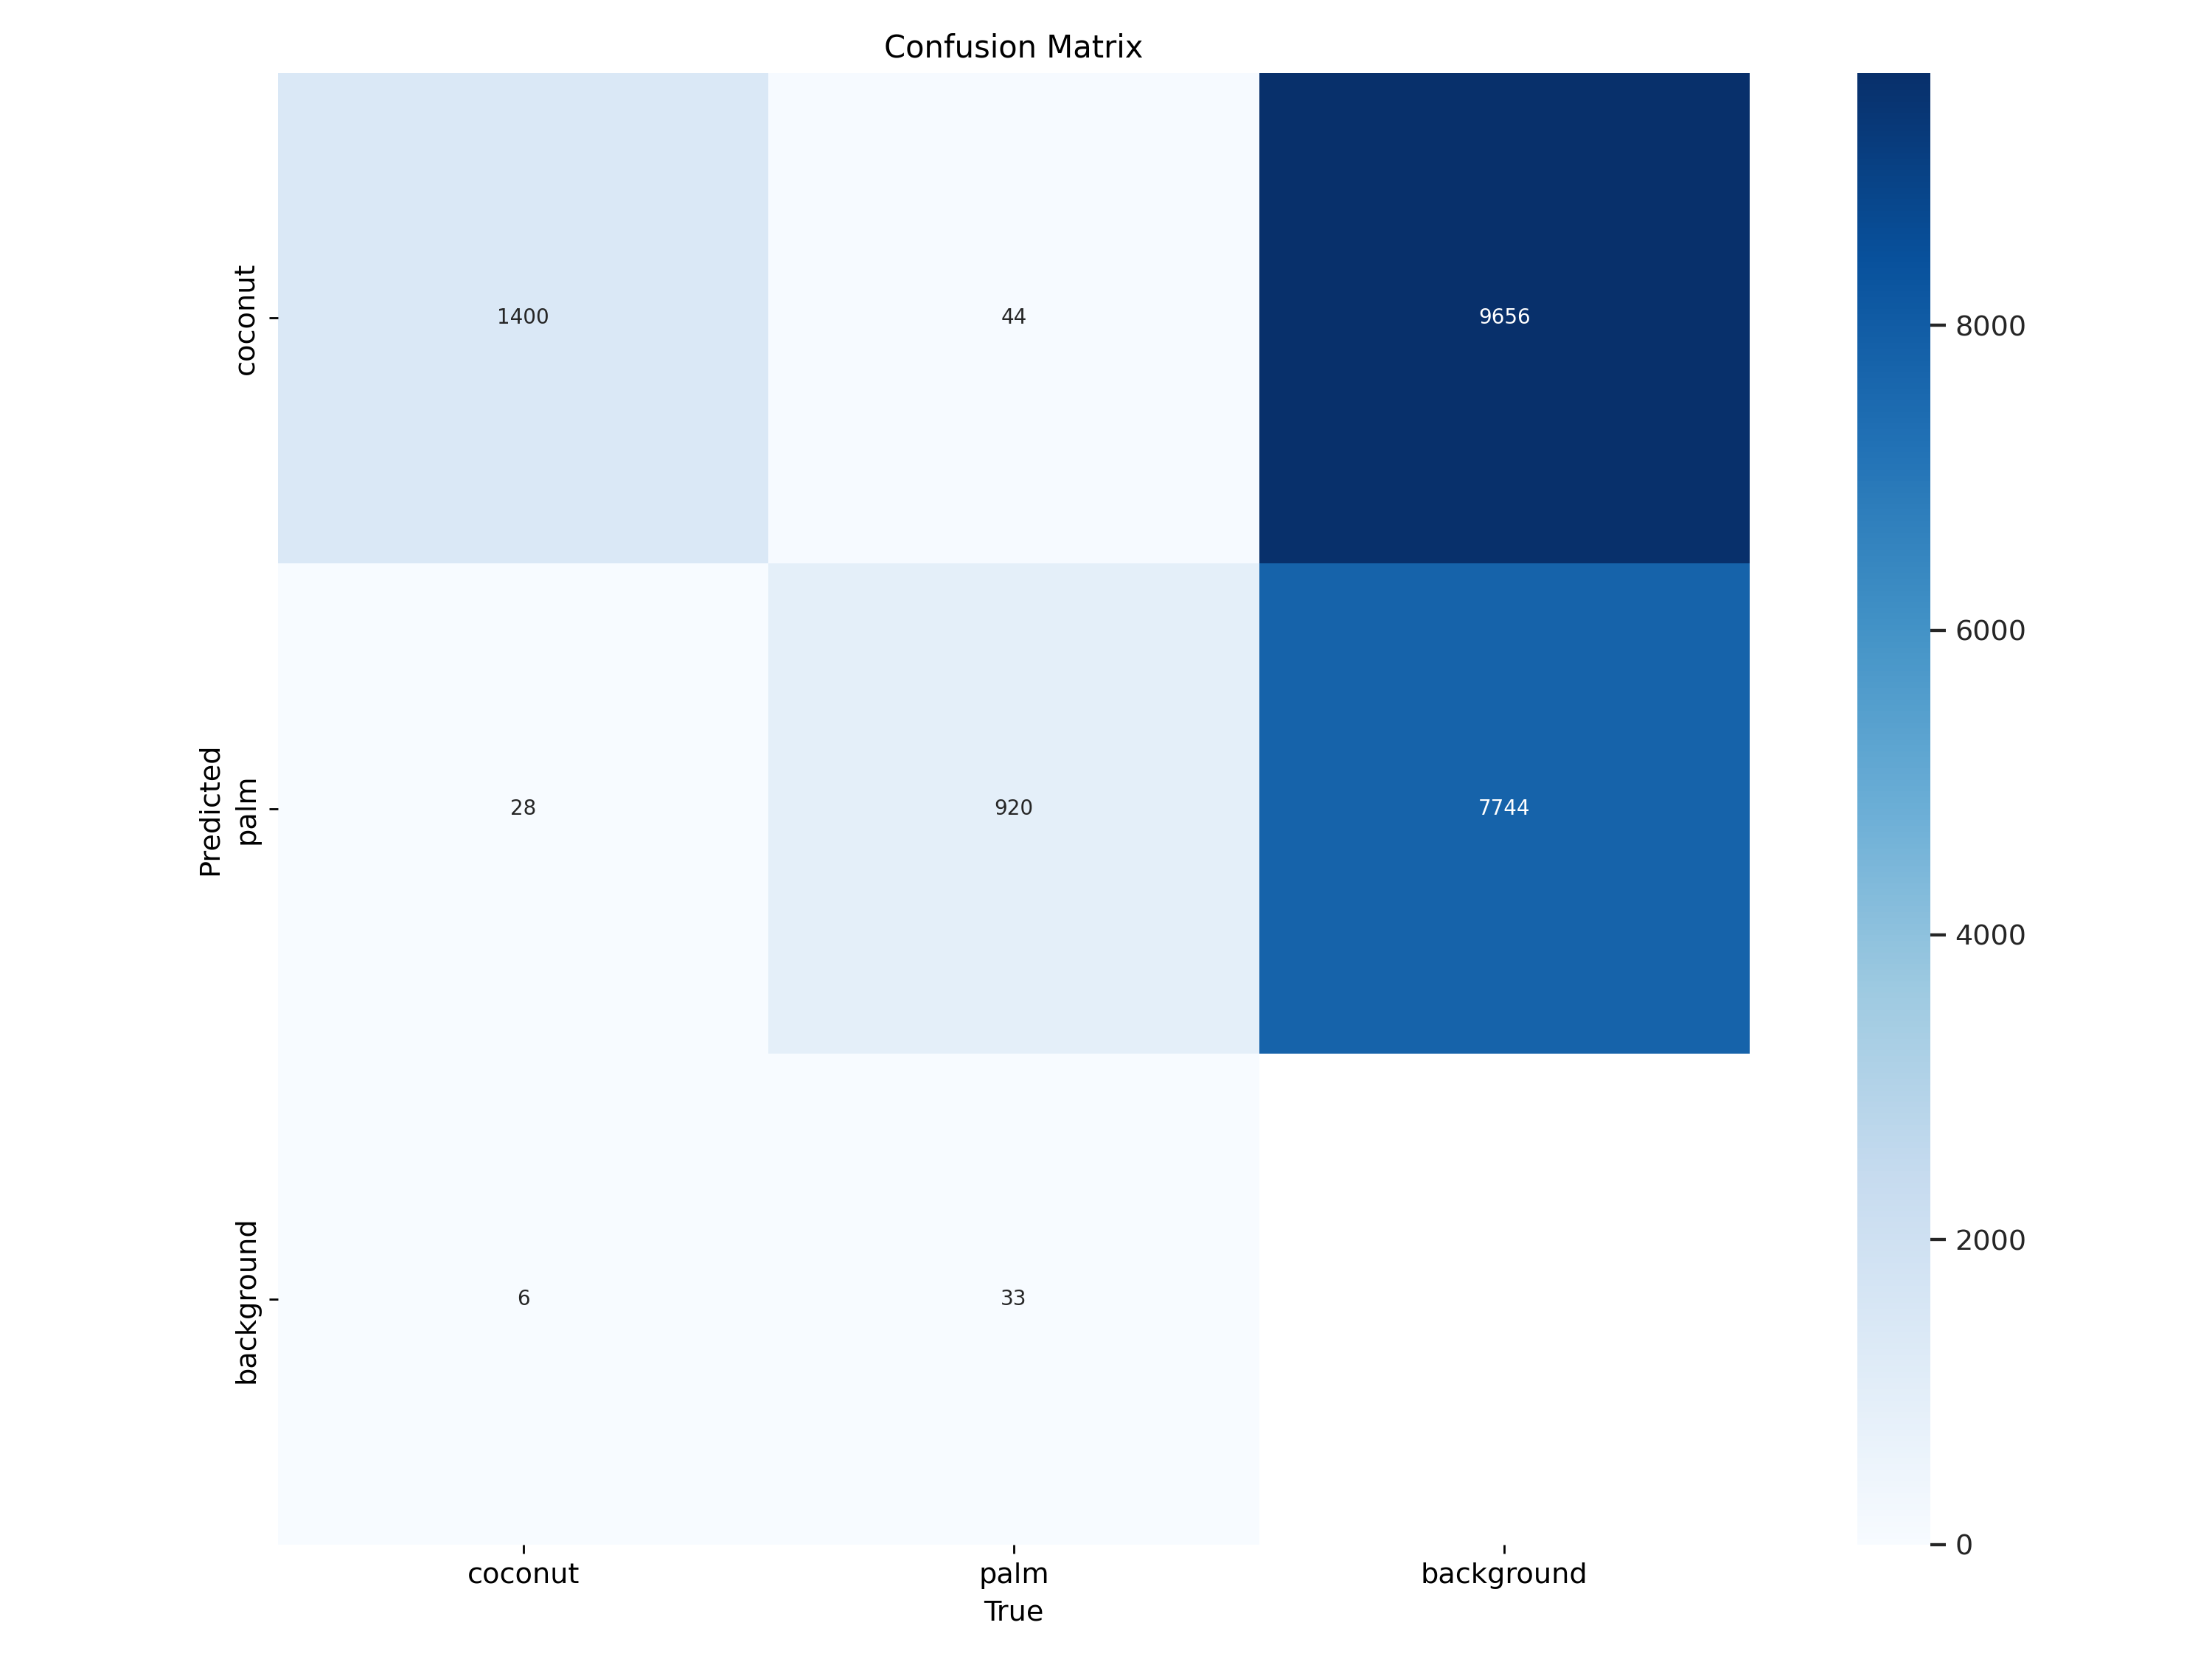 Confusion Matrix
coconut
1400
44
9656
8000
6000
Predicted
palm
28
920
7744
4000
2000
background
6
33
0
coconut
palm
background
True